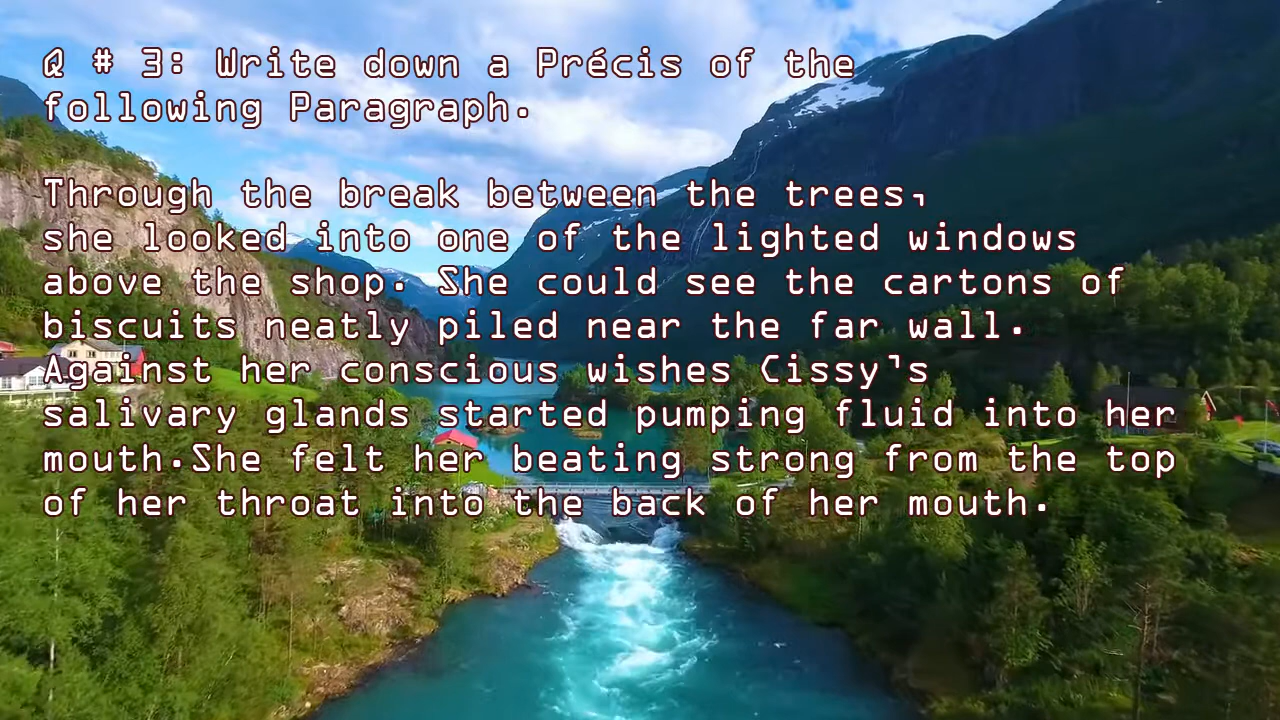 Q # 3: Write down a Précis of the
following Paragraph.
Through the break between the trees,
she looked into one of the lighted windows
above the shop. She could see the cartons of
biscuits neatly piled near the far wall.
Against her conscious wishes Cissy's
salivary glands started pumping fluid into her
mouth.She felt her beating strong from the top
of her throat into the back of her mouth.